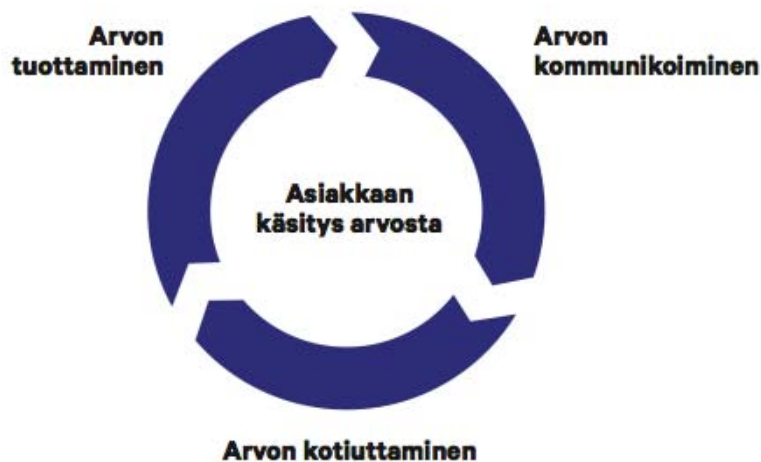 Arvon
tuottaminen
Arvon
kommunikoiminen
Asiakkaan
käsitys arvosta
Arvon kotiuttaminen